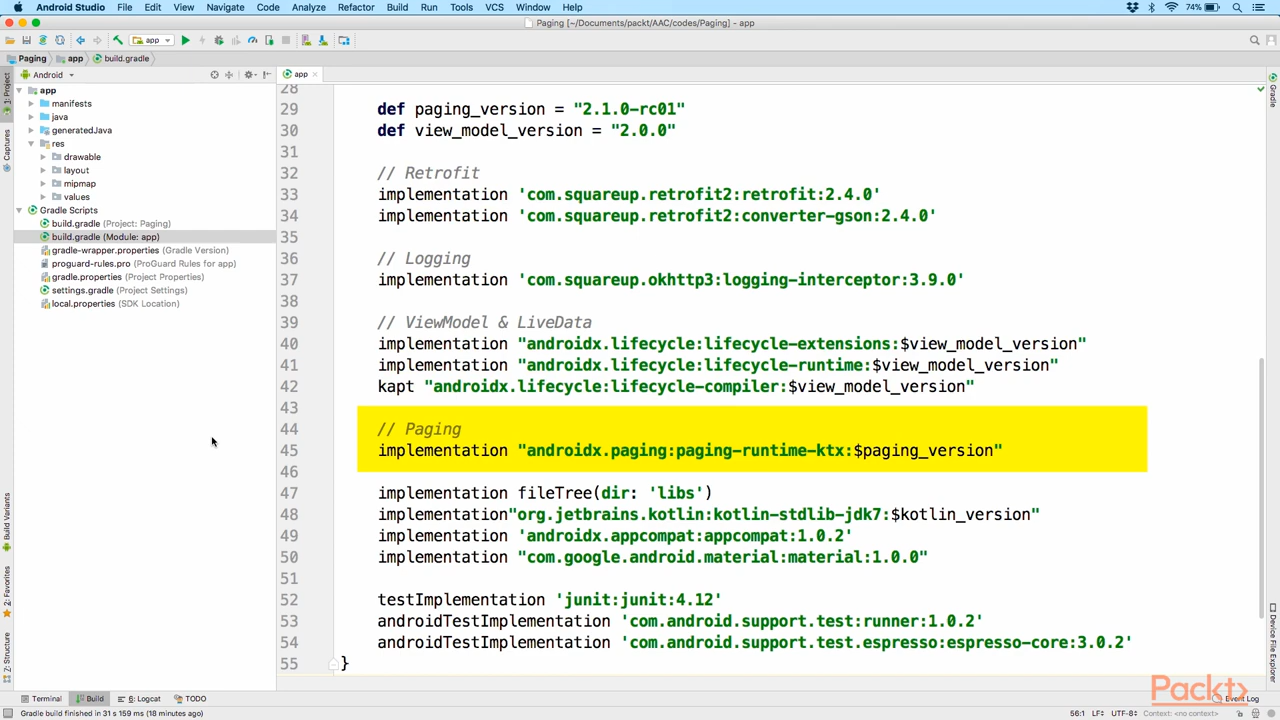 Android Studio File Edit View Navigate Code Analyze Refactor Build Run Tools VCS Window Help 74%
Paging [~/Documents/packt/AAC/codes/Paging] - app
app
Paging app build.gradle
Android app
app
manifests
java
generatedJava
res
drawable
layout
mipmap
values
Gradle Scripts
build.gradle (Project: Paging)
build.gradle (Module: app)
gradle-wrapper.properties (Gradle Version)
proguard-rules.pro (ProGuard Rules for app)
gradle.properties (Project Properties)
settings.gradle (Project Settings)
local.properties (SDK Location)
1: Project
Captures
Build Variants
2: Favorites
7: Structure
28
29 def paging_version = "2.1.0-rc01"
30 def view_model_version = "2.0.0"
31
32 // Retrofit
33 implementation 'com.squareup.retrofit2:retrofit:2.4.0'
34 implementation 'com.squareup.retrofit2:converter-gson:2.4.0'
35
36 // Logging
37 implementation 'com.squareup.okhttp3:logging-interceptor:3.9.0'
38
39 // ViewModel & LiveData
40 implementation "androidx.lifecycle:lifecycle-extensions:$view_model_version"
41 implementation "androidx.lifecycle:lifecycle-runtime:$view_model_version"
42 kapt "androidx.lifecycle:lifecycle-compiler:$view_model_version"
43
44 // Paging
45 implementation "androidx.paging:paging-runtime-ktx:$paging_version"
46
47 implementation fileTree(dir: 'libs')
48 implementation"org.jetbrains.kotlin:kotlin-stdlib-jdk7:$kotlin_version"
49 implementation 'androidx.appcompat:appcompat:1.0.2'
50 implementation "com.google.android.material:material:1.0.0"
51
52 testImplementation 'junit:junit:4.12'
53 androidTestImplementation 'com.android.support.test:runner:1.0.2'
54 androidTestImplementation 'com.android.support.test.espresso:espresso-core:3.0.2'
55 }
Gradle
Device File Explorer
Packt>
Terminal Build 6: Logcat TODO Event Log
Gradle build finished in 31 s 159 ms (18 minutes ago) 56:1 LF÷ UTF-8÷ Context: <no context>